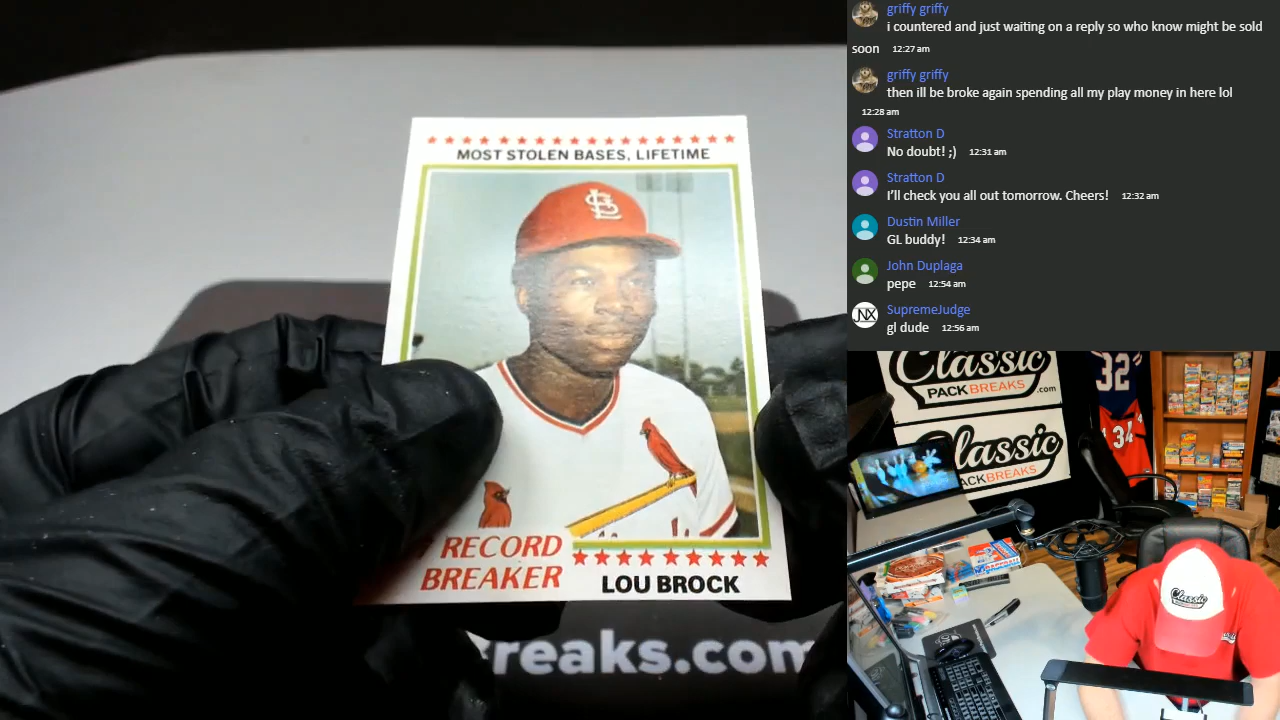 MOST STOLEN BASES, LIFETIME
RECORD
BREAKER
LOU BROCK
reaks.com
griffy griffy
i countered and just waiting on a reply so who know might be sold
soon 12:27 am
griffy griffy
then ill be broke again spending all my play money in here lol
12:28 am
Stratton D
No doubt! ;) 12:31 am
Stratton D
I'll check you all out tomorrow. Cheers! 12:32 am
Dustin Miller
GL buddy! 12:34 am
John Duplaga
pepe 12:54 am
SupremeJudge
gl dude 12:56 am
Classic
PACKBREAKS.com
Classic
PACKBREAKS
32
34
Classic